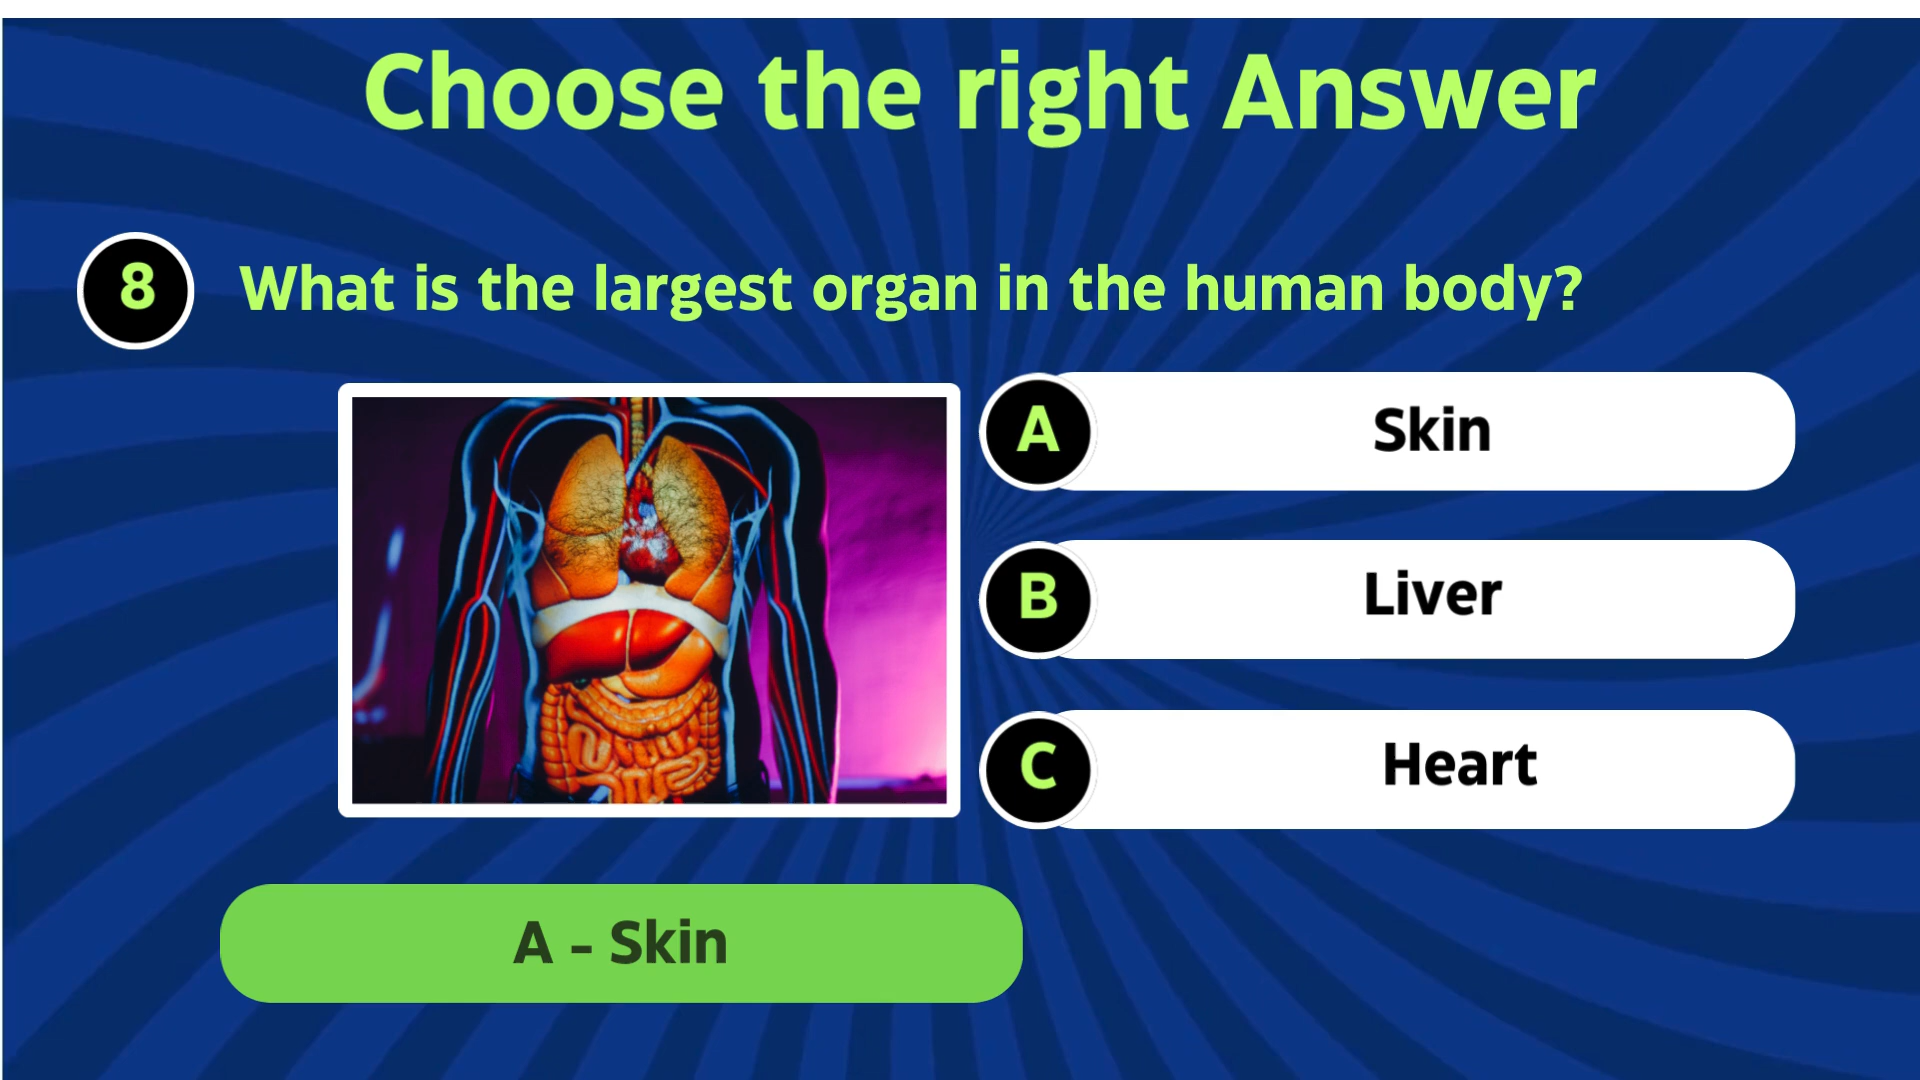 Choose the right Answer
8 What is the largest organ in the human body?
A Skin
B Liver
C Heart
A - Skin